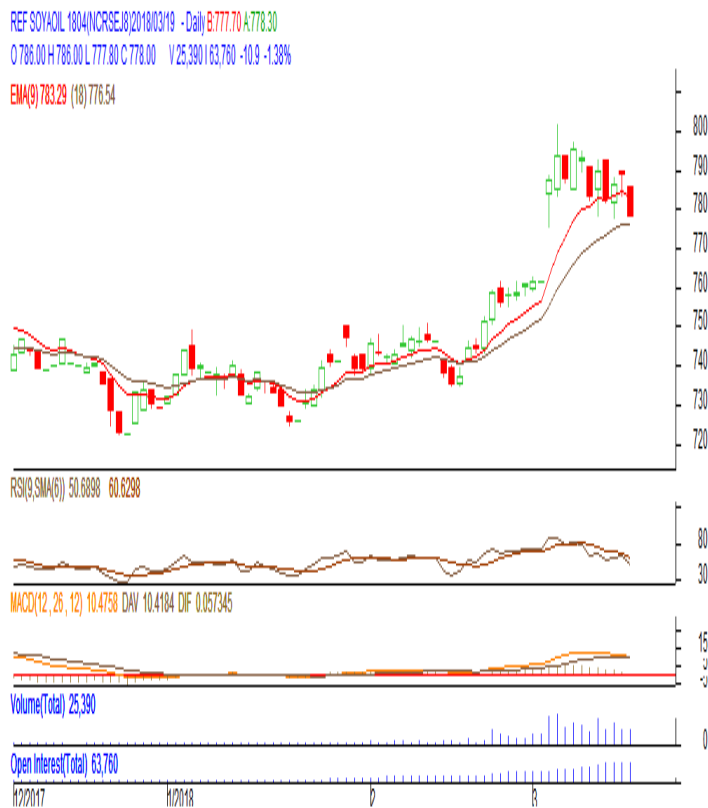 REF SOYAOIL 1804(NCRSEJ8)2018/03/19 - Daily B:777.70 A:778.30
O 786.00 H 786.00 L 777.80 C 778.00 V 25,390 I 63,760 -10.9 -1.38%
EMA(9) 783.29 (18) 776.54
800
790
780
770
760
750
740
730
720
RSI(9,SMA(6)) 50.6898 60.6298
80
30
MACD(12 , 26 , 12) 10.4758 DAV 10.4184 DIF 0.057345
15
Volume(Total) 25,390
0
Open Interest(Total) 63,760
12/2017 1/2018 2 3